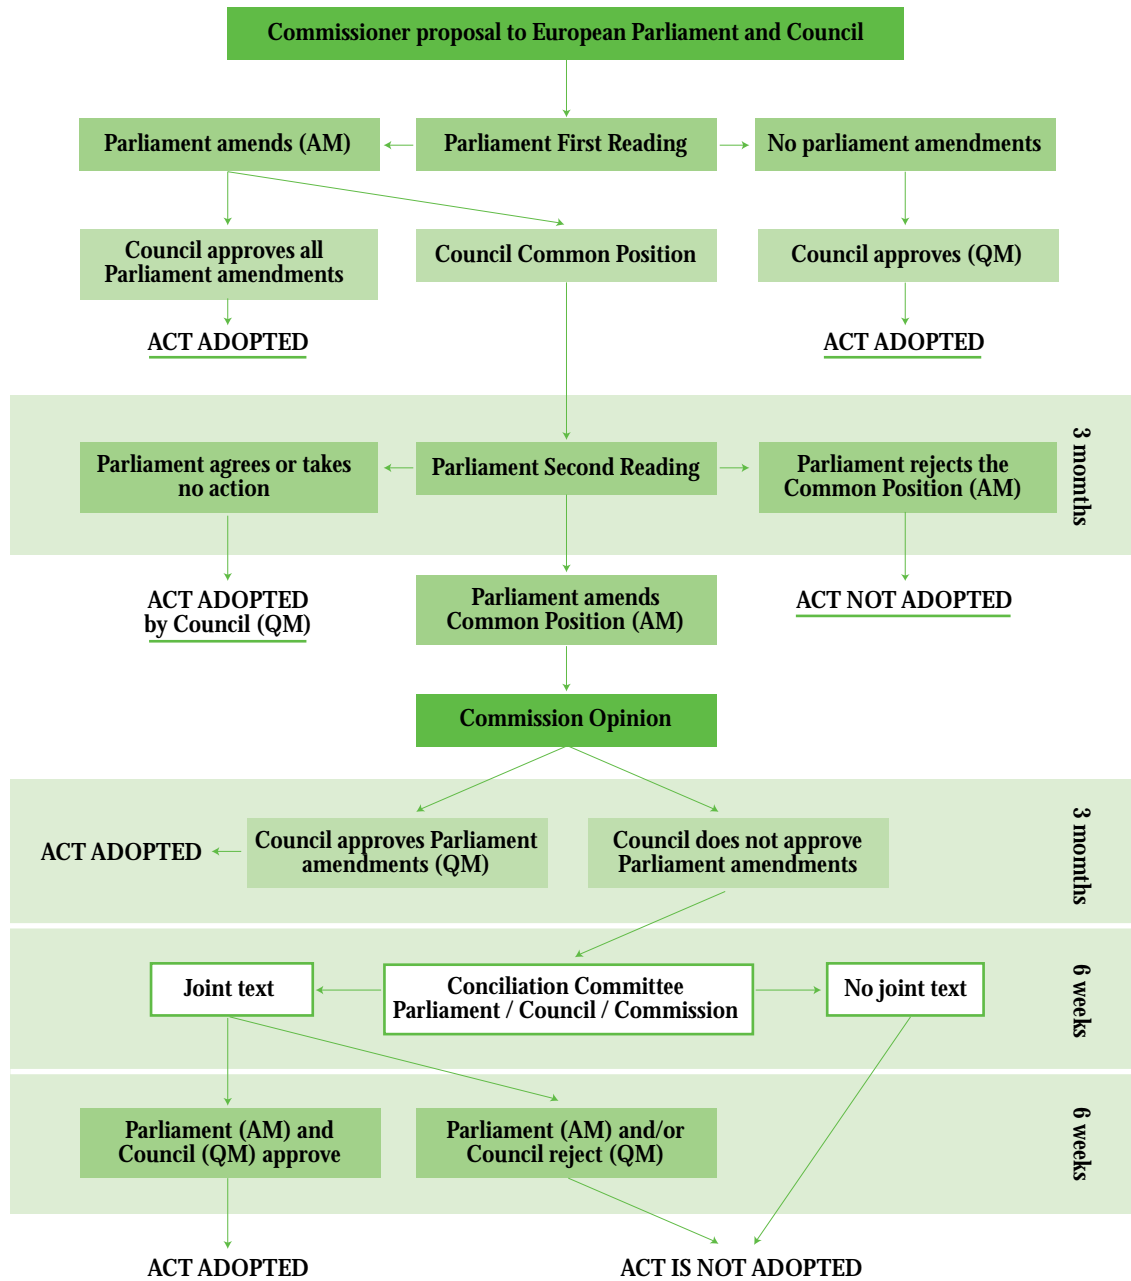 Commissioner proposal to European Parliament and Council
Parliament amends (AM)
Parliament First Reading
No parliament amendments
Council approves all
Parliament amendments
Council Common Position
Council approves (QM)
ACT ADOPTED
ACT ADOPTED
3 momths
Parliament agrees or takes
no action
Parliament Second Reading
Parliament rejects the
Common Position (AM)
ACT ADOPTED
by Council (QM)
Parliament amends
Common Position (AM)
ACT NOT ADOPTED
Commission Opinion
3 momths
ACT ADOPTED
Council approves Parliament
amendments (QM)
Council does not approve
Parliament amendments
6 weeks
Joint text
Conciliation Committee
Parliament / Council / Commission
No joint text
6 weeks
Parliament (AM) and
Council (QM) approve
Parliament (AM) and/or
Council reject (QM)
ACT ADOPTED
ACT IS NOT ADOPTED